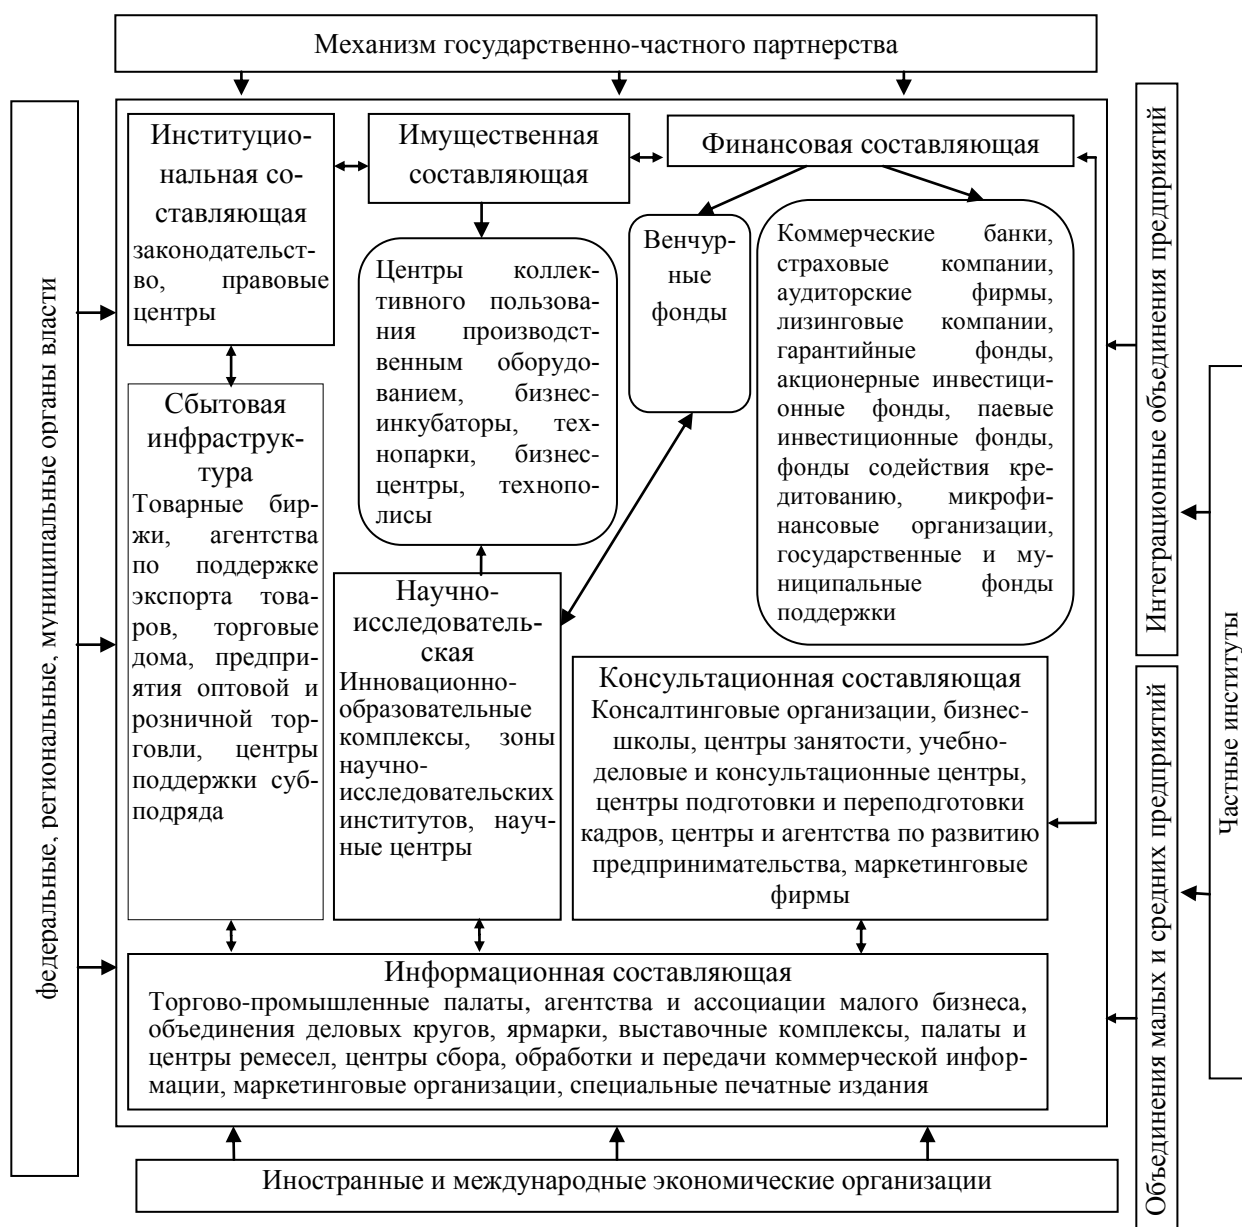 Механизм государственно-частного партнерства
федеральные, региональные, муниципальные органы власти
Институцио-
нальная со-
ставляющая
законодательст-
во, правовые
центры
Имущественная
составляющая
Финансовая составляющая
Центры коллек-
тивного пользова-
ния производст-
венным оборудо-
ванием, бизнес-
инкубаторы, тех-
нопарки, бизнес-
центры, технопо-
лисы
Венчур-
ные
фонды
Коммерческие банки,
страховые компании,
аудиторские фирмы,
лизинговые компании,
гарантийные фонды,
акционерные инвестици-
онные фонды, паевые
инвестиционные фонды,
фонды содействия кре-
дитованию, микрофи-
нансовые организации,
государственные и му-
ниципальные фонды
поддержки
Сбытовая
инфраструк-
тура
Товарные бир-
жи, агентства
по поддержке
экспорта това-
ров, торговые
дома, предпри-
ятия оптовой и
розничной тор-
говли, центры
поддержки суб-
подряда
Научно-
исследователь-
ская
Инновационно-
образовательные
комплексы, зоны
научно-
исследовательских
институтов, науч-
ные центры
Консультационная составляющая
Консалтинговые организации, бизнес-
школы, центры занятости, учебно-
деловые и консультационные центры,
центры подготовки и переподготовки
кадров, центры и агентства по развитию
предпринимательства, маркетинговые
фирмы
Информационная составляющая
Торгово-промышленные палаты, агентства и ассоциации малого бизнеса,
объединения деловых кругов, ярмарки, выставочные комплексы, палаты и
центры ремесел, центры сбора, обработки и передачи коммерческой инфор-
мации, маркетинговые организации, специальные печатные издания
Интеграционные объединения предприятий
Объединения малых и средних предприятий
Частные институты
Иностранные и международные экономические организации